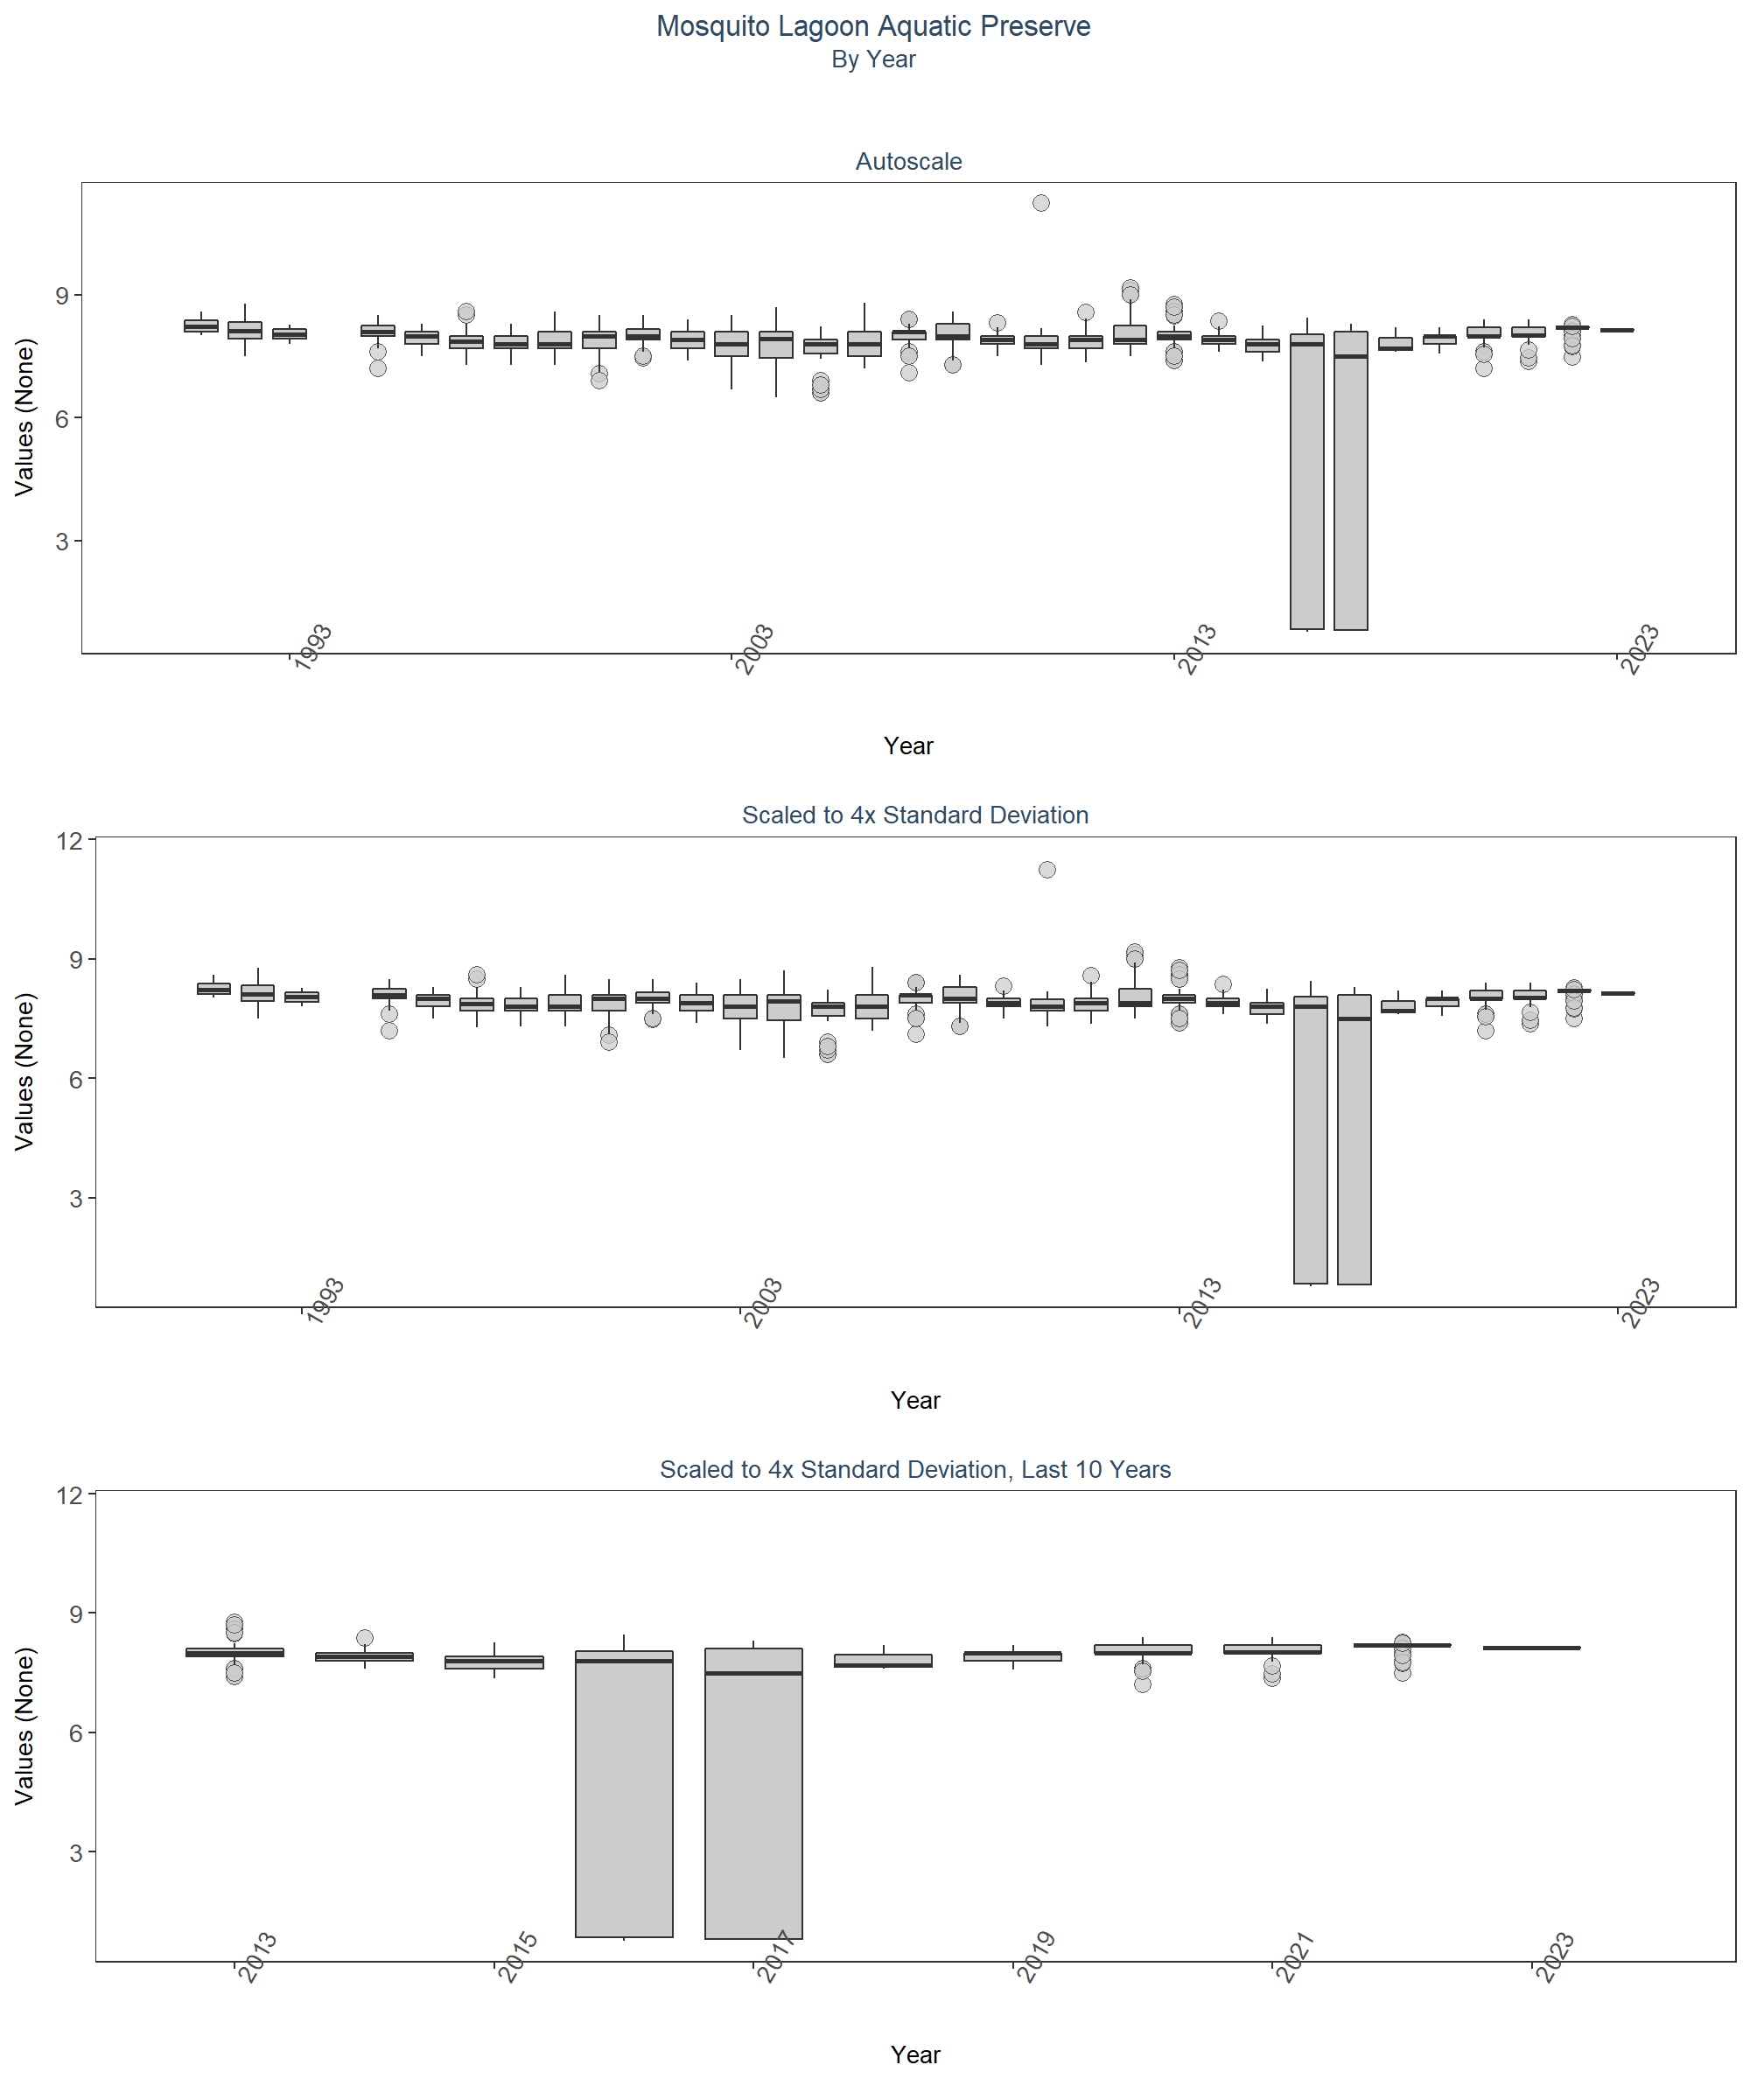 Mosquito Lagoon Aquatic Preserve
By Year
Autoscale
Values (None)
9
6
3
1993
2003
2013
2023
Year
Scaled to 4x Standard Deviation
Values (None)
12
9
6
3
1993
2003
2013
2023
Year
Scaled to 4x Standard Deviation, Last 10 Years
Values (None)
12
9
6
3
2013
2015
2017
2019
2021
2023
Year